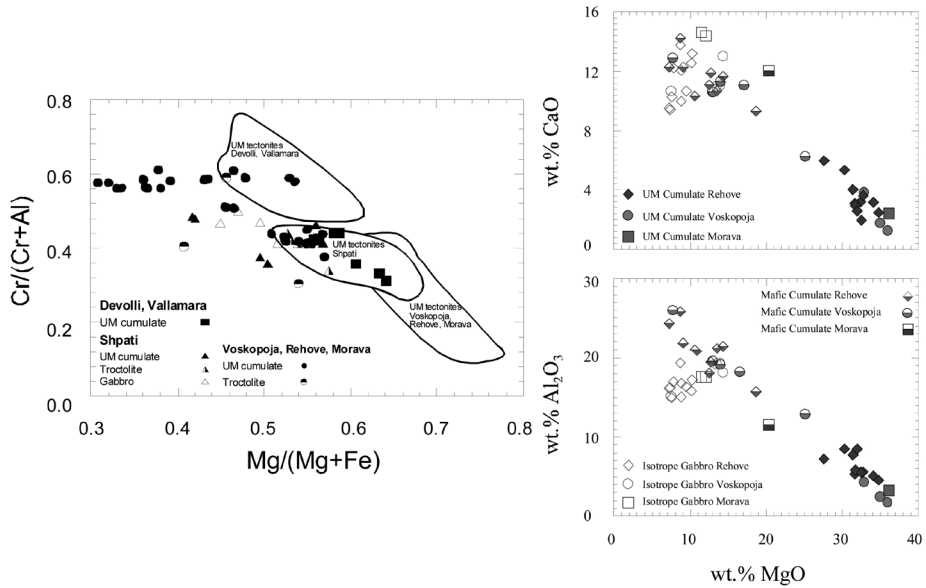 0.8
0.6
0.4
0.2
0.0
Cr/(Cr+Al)
0.3
0.4
0.5
0.6
0.7
0.8
Mg/(Mg+Fe)
UM tectonites
Devolli, Vallamara
UM tectonites
Shpati
UM tectonites
Voskopoja,
Rehove, Morava
Devolli, Vallamara
UM cumulate
Shpati
UM cumulate
Troctolite
Gabbro
Voskopoja, Rehove, Morava
UM cumulate
Troctolite
16
12
8
4
0
wt.% CaO
UM Cumulate Rehove
UM Cumulate Voskopoja
UM Cumulate Morava
30
20
10
0
wt.% Al2O3
Mafic Cumulate Rehove
Mafic Cumulate Voskopoja
Mafic Cumulate Morava
Isotrope Gabbro Rehove
Isotrope Gabbro Voskopoja
Isotrope Gabbro Morava
0
10
20
30
40
wt.% MgO